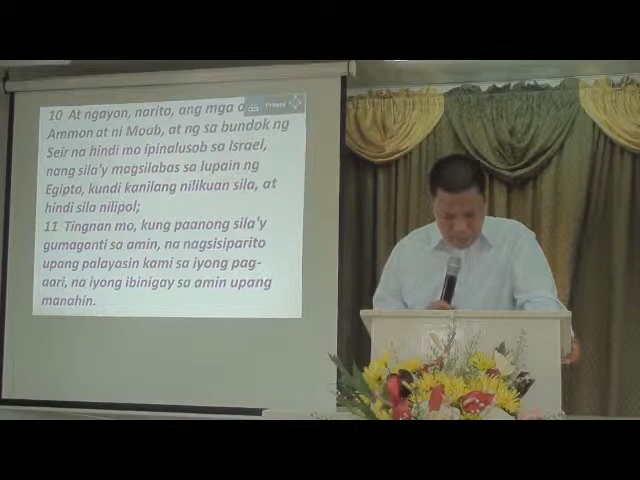 10 At ngayon, narito, ang mga
Freeze
Ammon at ni Moab, at ng sa bundok ng
Seir na hindi mo ipinalusob sa Israel,
nang sila'y magsilabas sa lupain ng
Egipto, kundi kanilang nilikuan sila, at
hindi sila nilipol;
11 Tingnan mo, kung paanong sila'y
gumaganti sa amin, na nagsisiparito
upang palayasin kami sa iyong pag-
aari, na iyong ibinigay sa amin upang
manahin.